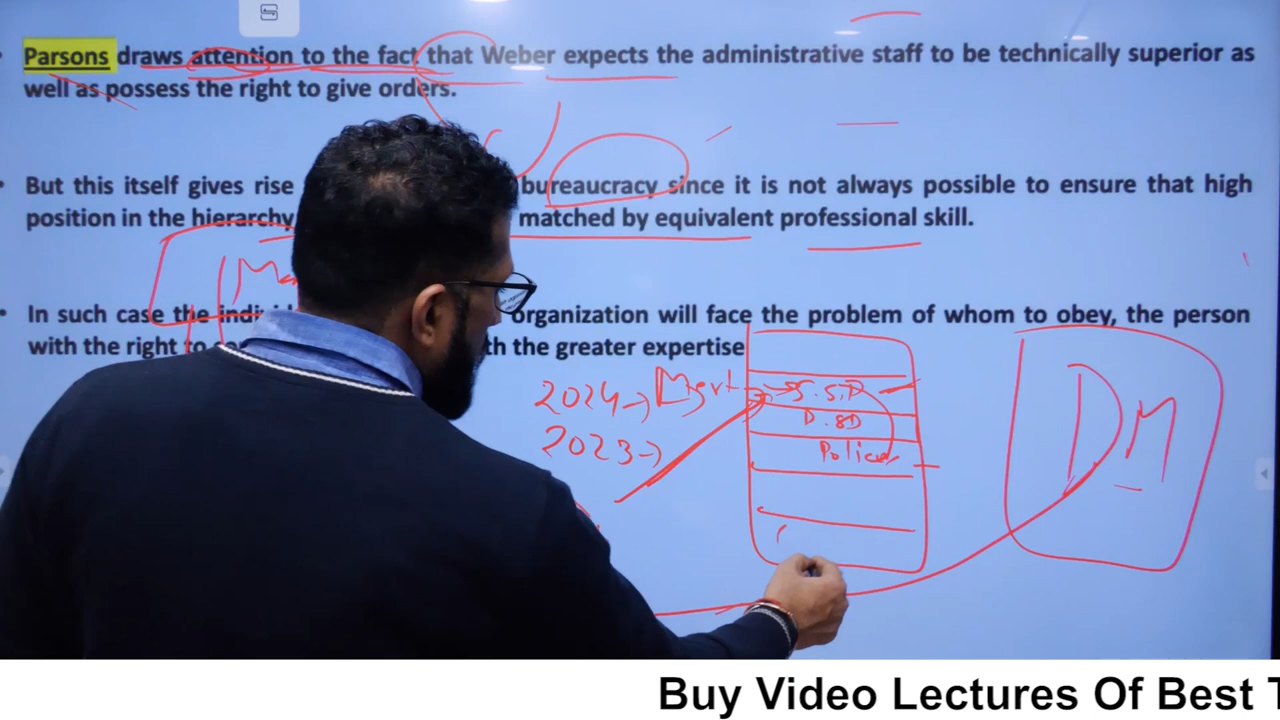 Parsons draws attention to the fact that Weber expects the administrative staff to be technically superior as
well as possess the right to give orders.
But this itself gives rise bureaucracy since it is not always possible to ensure that high
position in the hierarchy matched by equivalent professional skill.
In such case the organization will face the problem of whom to obey, the person
with the right to the greater expertise
2024→
2023→
S.SP
D.SD
Police
DM
Buy Video Lectures Of Best